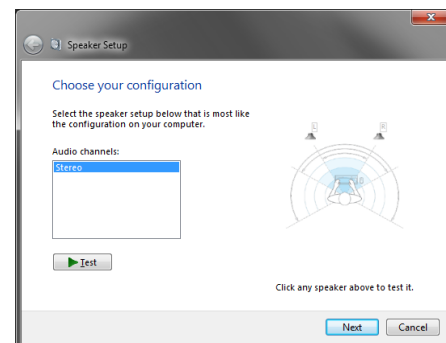 Speaker Setup
Choose your configuration
Select the speaker setup below that is most like
the configuration on your computer.
Audio channels:
Stereo
Test
L
R
Click any speaker above to test it.
Next
Cancel